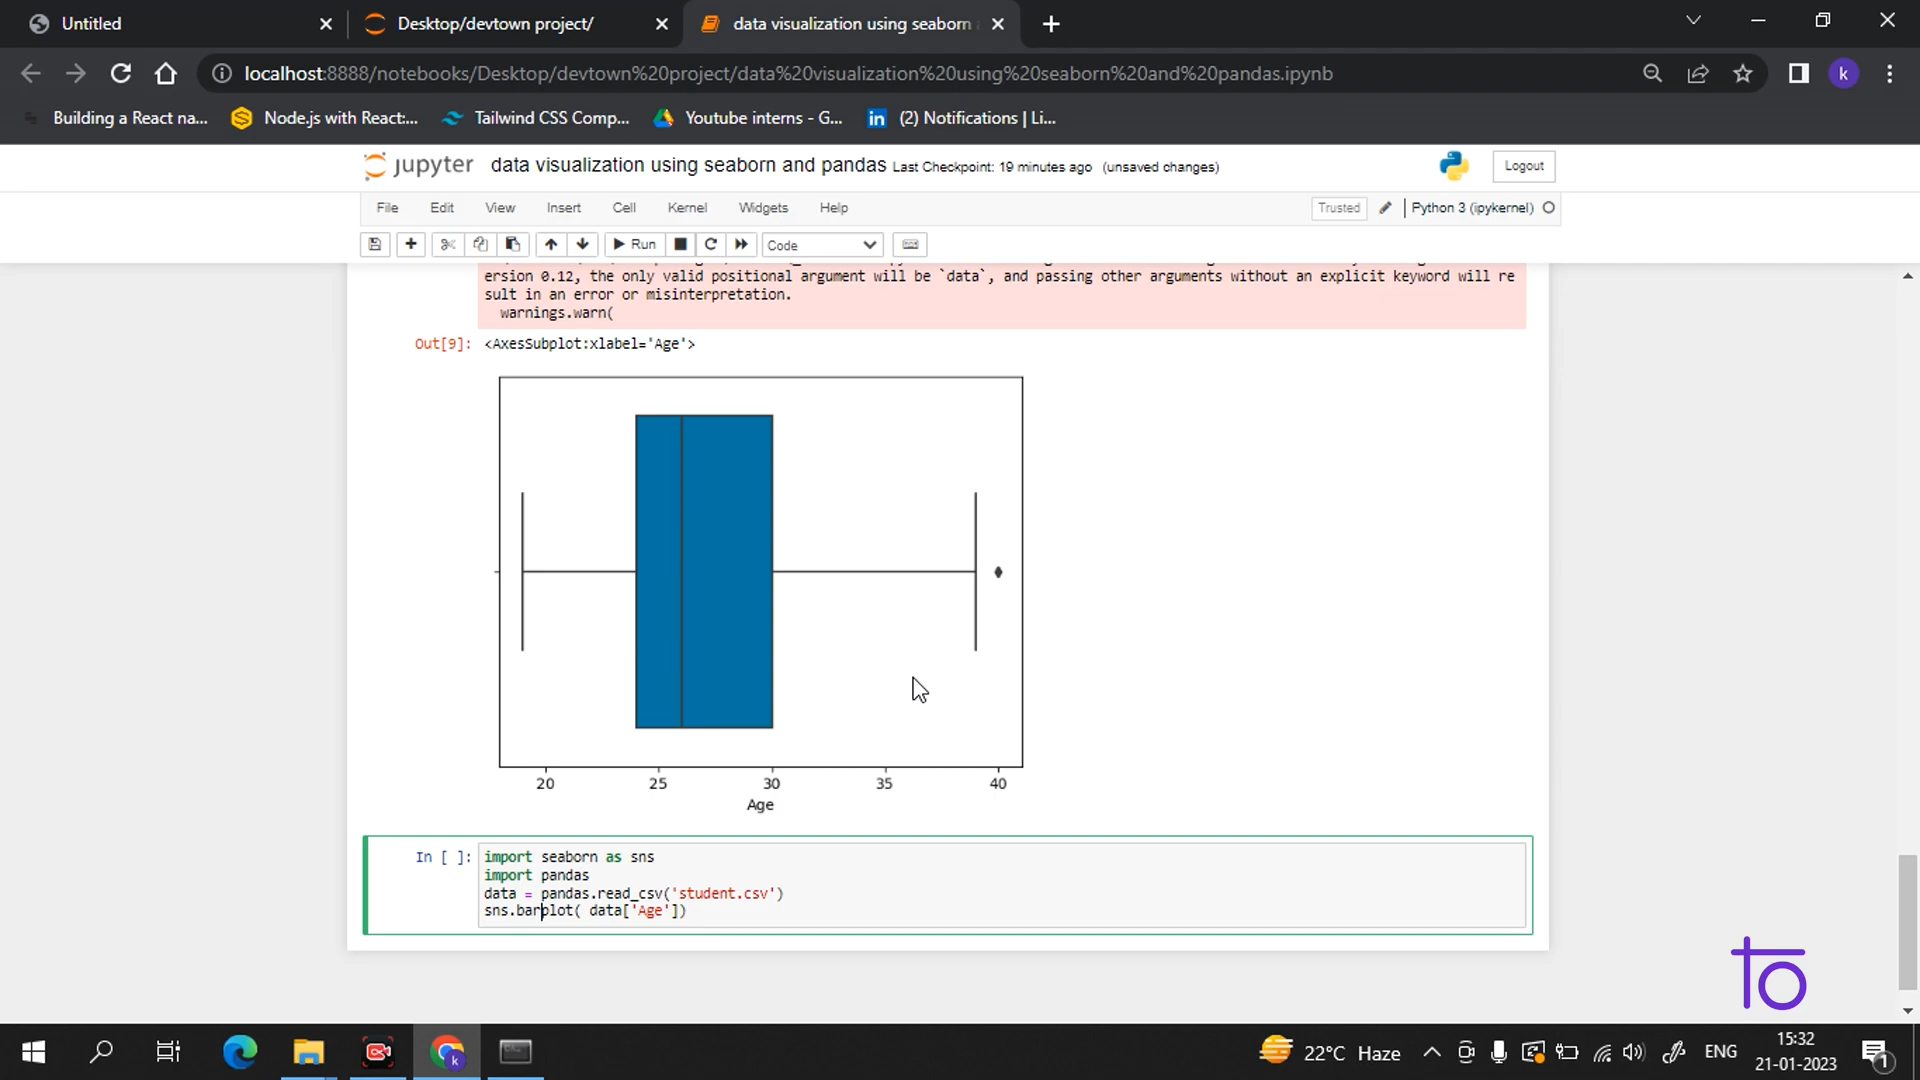 Untitled
Desktop/devtown project/
data visualization using seaborn
localhost:8888/notebooks/Desktop/devtown%20project/data%20visualization%20using%20seaborn%20and%20pandas.ipynb
k
Building a React na...
Node.js with React:...
Tailwind CSS Comp...
Youtube interns - G...
(2) Notifications | Li...
jupyter data visualization using seaborn and pandas Last Checkpoint: 19 minutes ago (unsaved changes)
Logout
File Edit View Insert Cell Kernel Widgets Help
Trusted
Python 3 (ipykernel)
Run
Code
ersion 0.12, the only valid positional argument will be `data`, and passing other arguments without an explicit keyword will re
sult in an error or misinterpretation.
warnings.warn(
Out[9]: <AxesSubplot:xlabel='Age'>
20 25 30 35 40
Age
In [ ]: import seaborn as sns
import pandas
data = pandas.read_csv('student.csv')
sns.barplot( data['Age'])
22°C Haze
ENG
15:32
21-01-2023
1